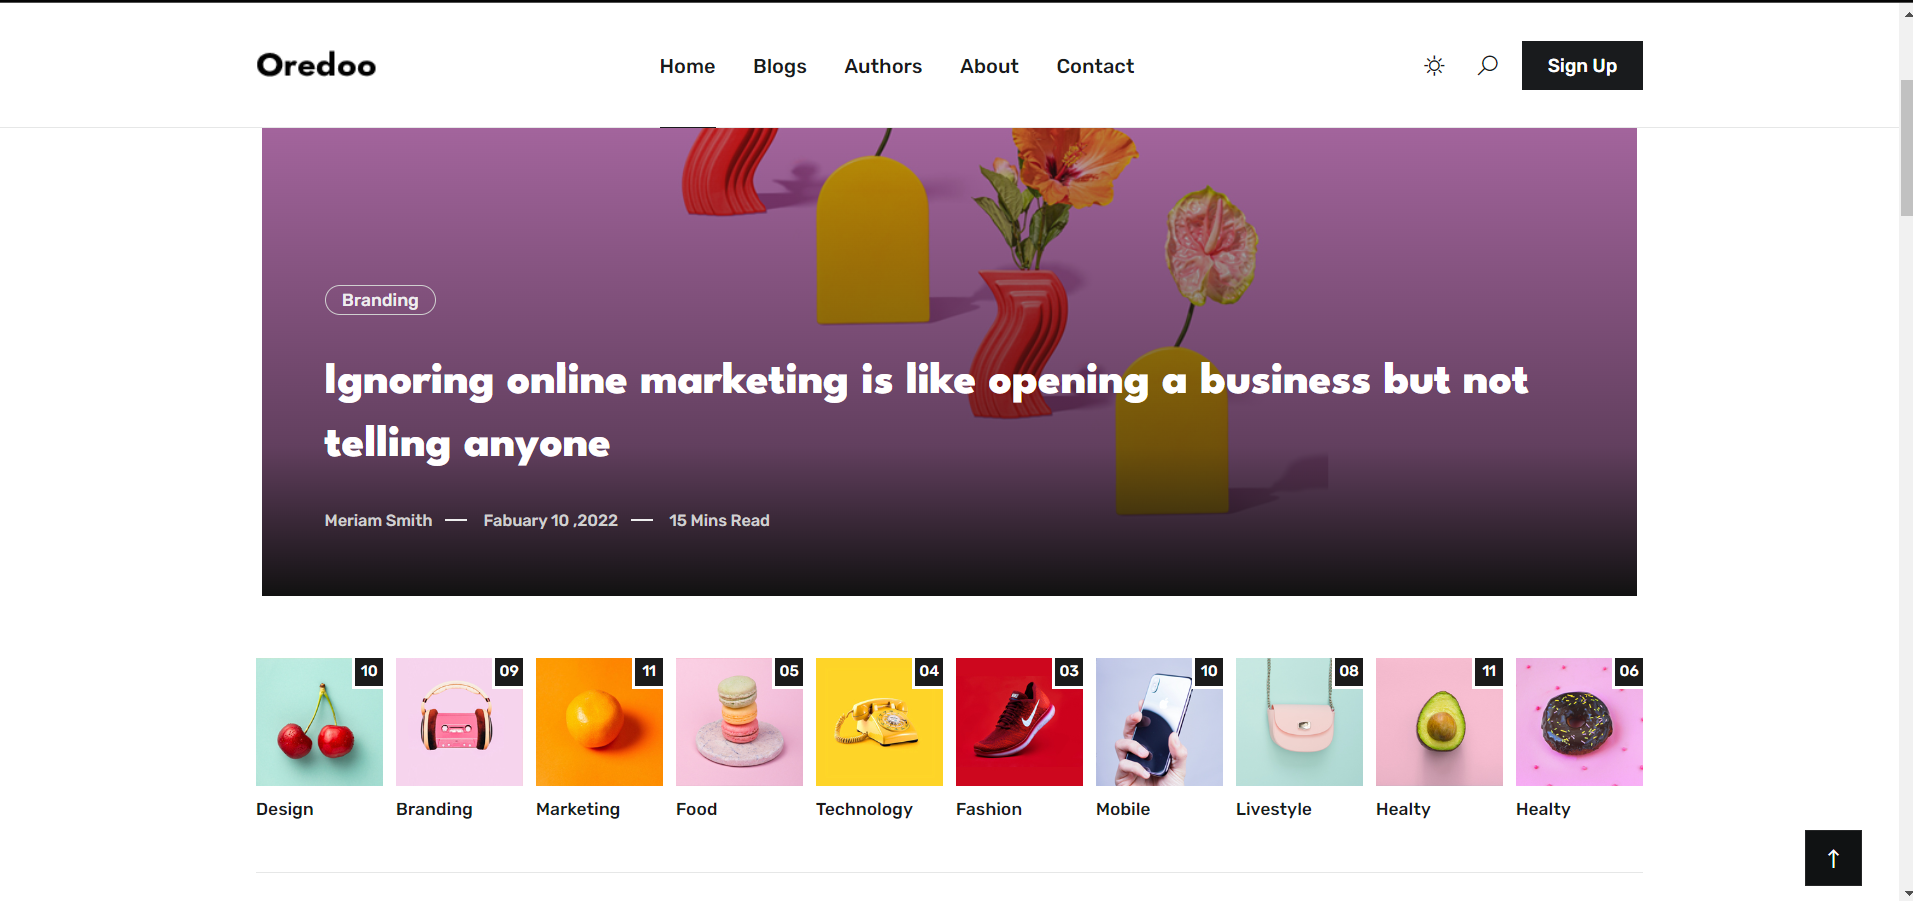 Oredoo
Home Blogs Authors About Contact
Sign Up
Branding
Ignoring online marketing is like opening a business but not
telling anyone
Meriam Smith — Fabuary 10 ,2022 — 15 Mins Read
10 09 11 05 04 03 10 08 11 06
Design Branding Marketing Food Technology Fashion Mobile Livestyle Healty Healty